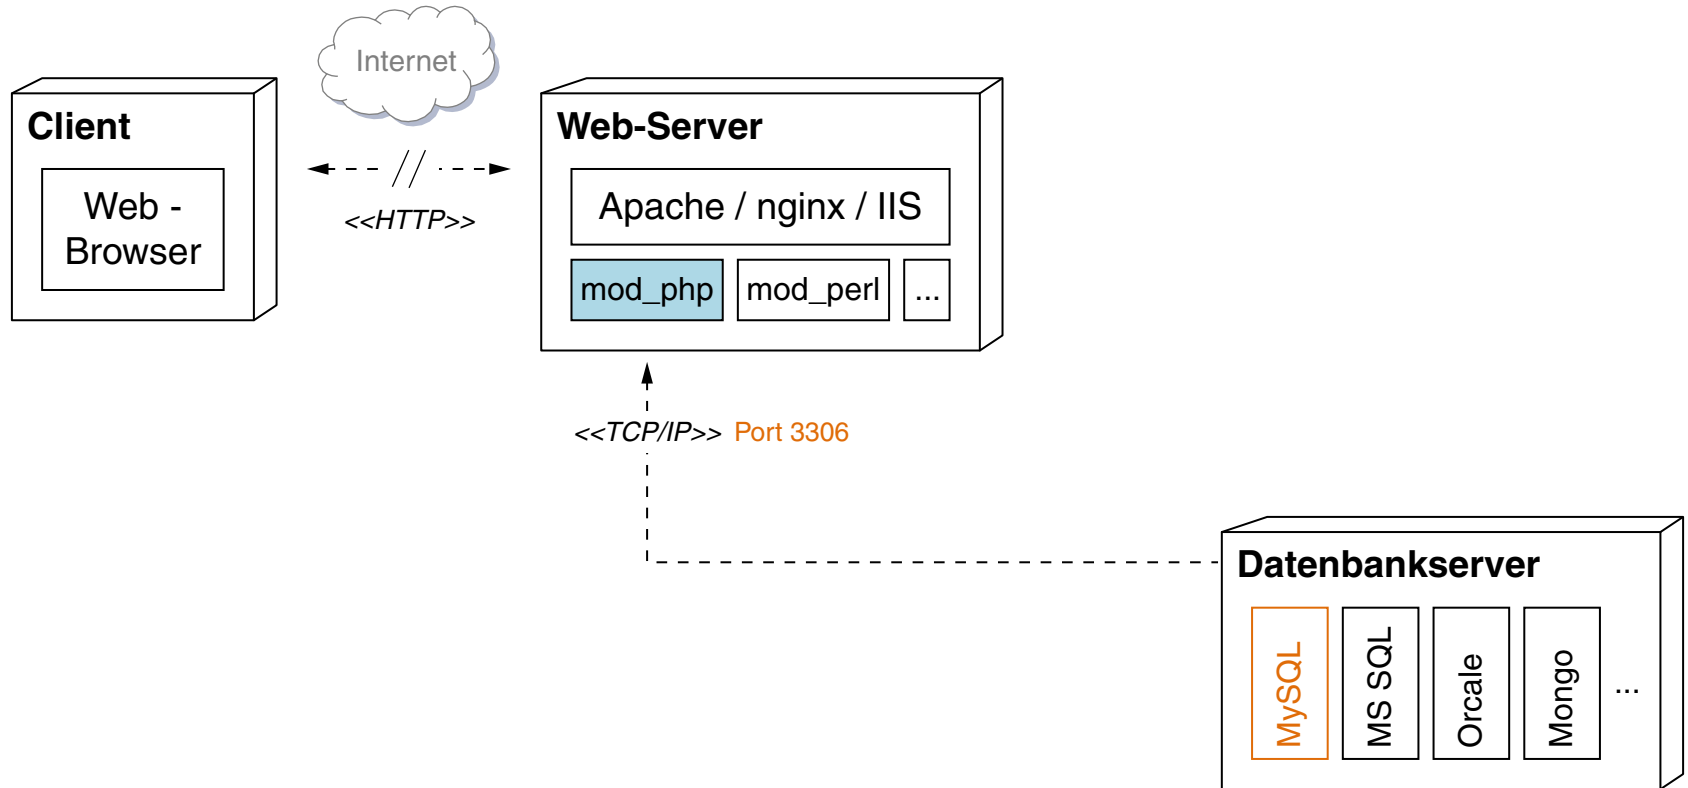 Internet
Client
Web -
Browser
<<HTTP>>
Web-Server
Apache / nginx / IIS
mod_php
mod_perl
...
<<TCP/IP>> Port 3306
Datenbankserver
MySQL
MS SQL
Orcale
Mongo
...